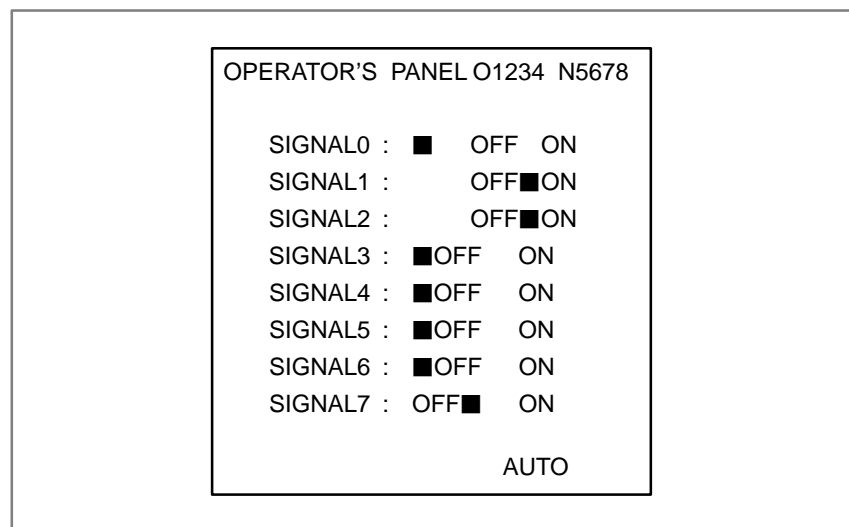 OPERATOR'S PANEL O1234 N5678
SIGNAL0 : ■ OFF ON
SIGNAL1 : OFF■ON
SIGNAL2 : OFF■ON
SIGNAL3 : ■OFF ON
SIGNAL4 : ■OFF ON
SIGNAL5 : ■OFF ON
SIGNAL6 : ■OFF ON
SIGNAL7 : OFF■ ON
AUTO